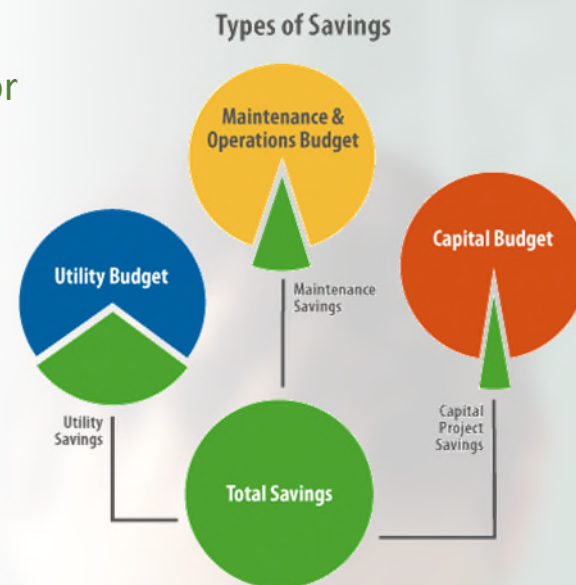 Types of Savings
or
Maintenance &
Operations Budget
Capital Budget
Utility Budget
Maintenance
Savings
Utility
Savings
Capital
Project
Savings
Total Savings